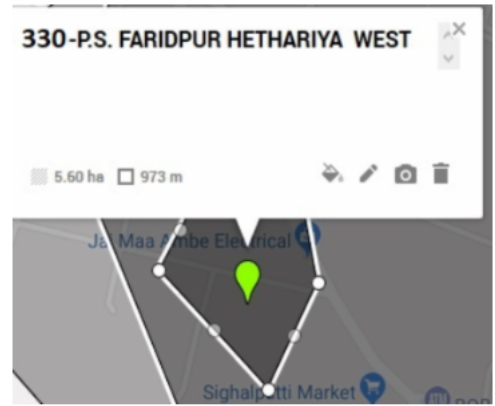 330-P.S. FARIDPUR HETHARIYA WEST
5.60 ha 973 m
Jai Maa Ambe Electrical
Sighalpatti Market